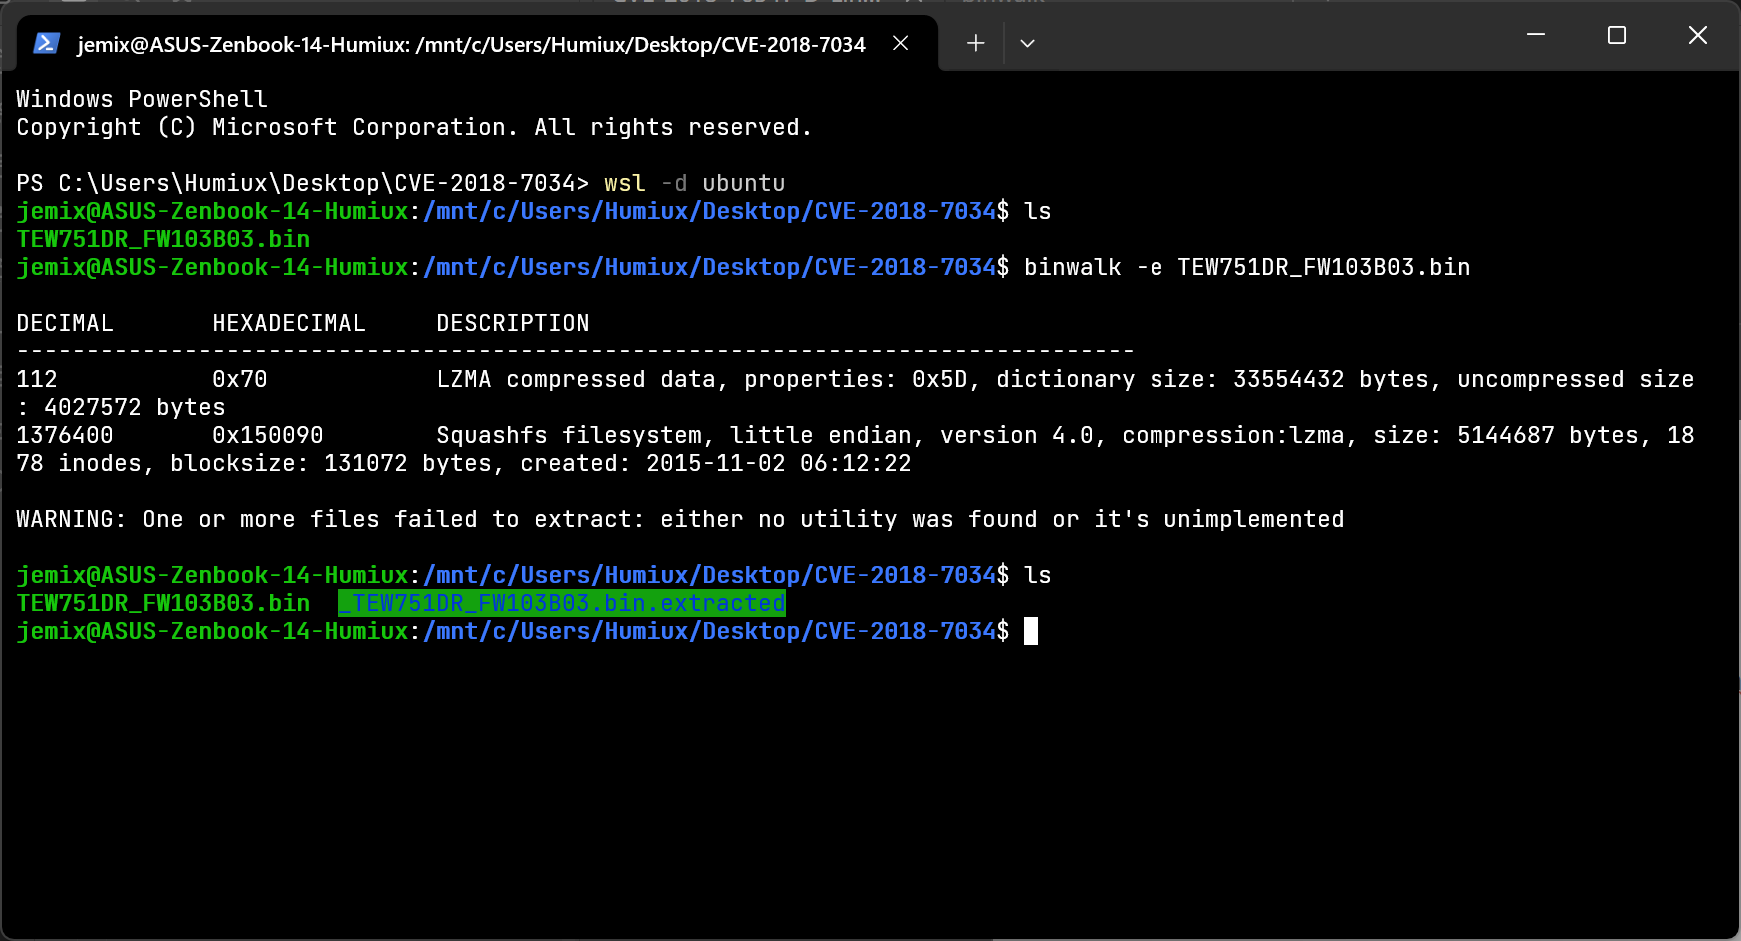 jemix@ASUS-Zenbook-14-Humiux: /mnt/c/Users/Humiux/Desktop/CVE-2018-7034
Windows PowerShell
Copyright (C) Microsoft Corporation. All rights reserved.
PS C:\Users\Humiux\Desktop\CVE-2018-7034> wsl -d ubuntu
jemix@ASUS-Zenbook-14-Humiux:/mnt/c/Users/Humiux/Desktop/CVE-2018-7034$ ls
TEW751DR_FW103B03.bin
jemix@ASUS-Zenbook-14-Humiux:/mnt/c/Users/Humiux/Desktop/CVE-2018-7034$ binwalk -e TEW751DR_FW103B03.bin
DECIMAL       HEXADECIMAL     DESCRIPTION
--------------------------------------------------------------------------------
112           0x70            LZMA compressed data, properties: 0x5D, dictionary size: 33554432 bytes, uncompressed size
: 4027572 bytes
1376400       0x150090        Squashfs filesystem, little endian, version 4.0, compression:lzma, size: 5144687 bytes, 18
78 inodes, blocksize: 131072 bytes, created: 2015-11-02 06:12:22
WARNING: One or more files failed to extract: either no utility was found or it's unimplemented
jemix@ASUS-Zenbook-14-Humiux:/mnt/c/Users/Humiux/Desktop/CVE-2018-7034$ ls
TEW751DR_FW103B03.bin  _TEW751DR_FW103B03.bin.extracted
jemix@ASUS-Zenbook-14-Humiux:/mnt/c/Users/Humiux/Desktop/CVE-2018-7034$